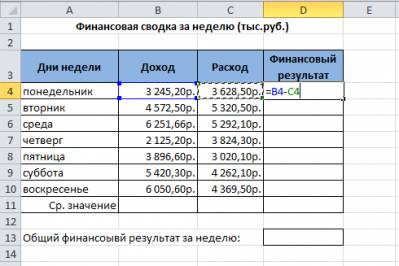 A B C D E
1 Финансовая сводка за неделю (тыс.руб.)
2
3 Дни недели Доход Расход Финансовый результат
4 понедельник 3 245,20р. 3 628,50р. =B4-C4
5 вторник 4 572,50р. 5 320,50р.
6 среда 6 251,66р. 5 292,10р.
7 четверг 2 125,20р. 3 824,30р.
8 пятница 3 896,60р. 3 020,10р.
9 суббота 5 420,30р. 4 262,10р.
10 воскресенье 6 050,60р. 4 369,50р.
11 Ср. значение
12
13 Общий финансоывй результат за неделю:
14